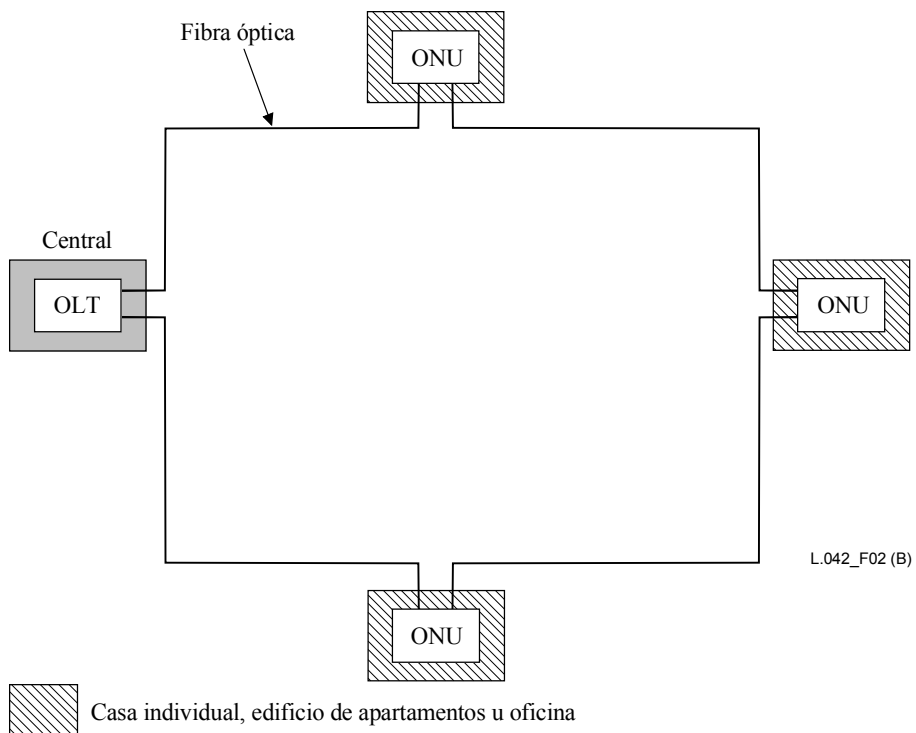 Fibra óptica
ONU
Central
OLT
ONU
L.042_F02 (B)
ONU
Casa individual, edificio de apartamentos u oficina